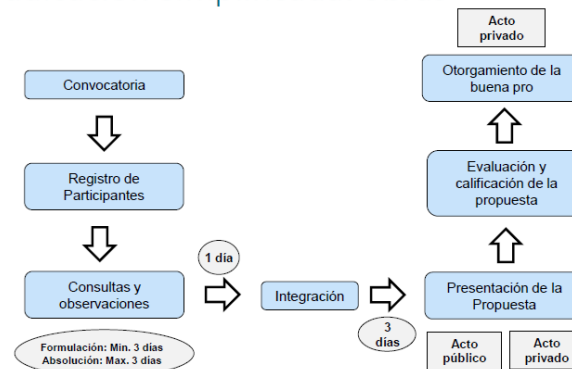 Convocatoria
Registro de
Participantes
Consultas y
observaciones
Formulación: Min. 3 días
Absolución: Max. 3 días
1 día
Integración
3
días
Acto
privado
Otorgamiento de la
buena pro
Evaluación y
calificación de la
propuesta
Presentación de la
Propuesta
Acto
público
Acto
privado